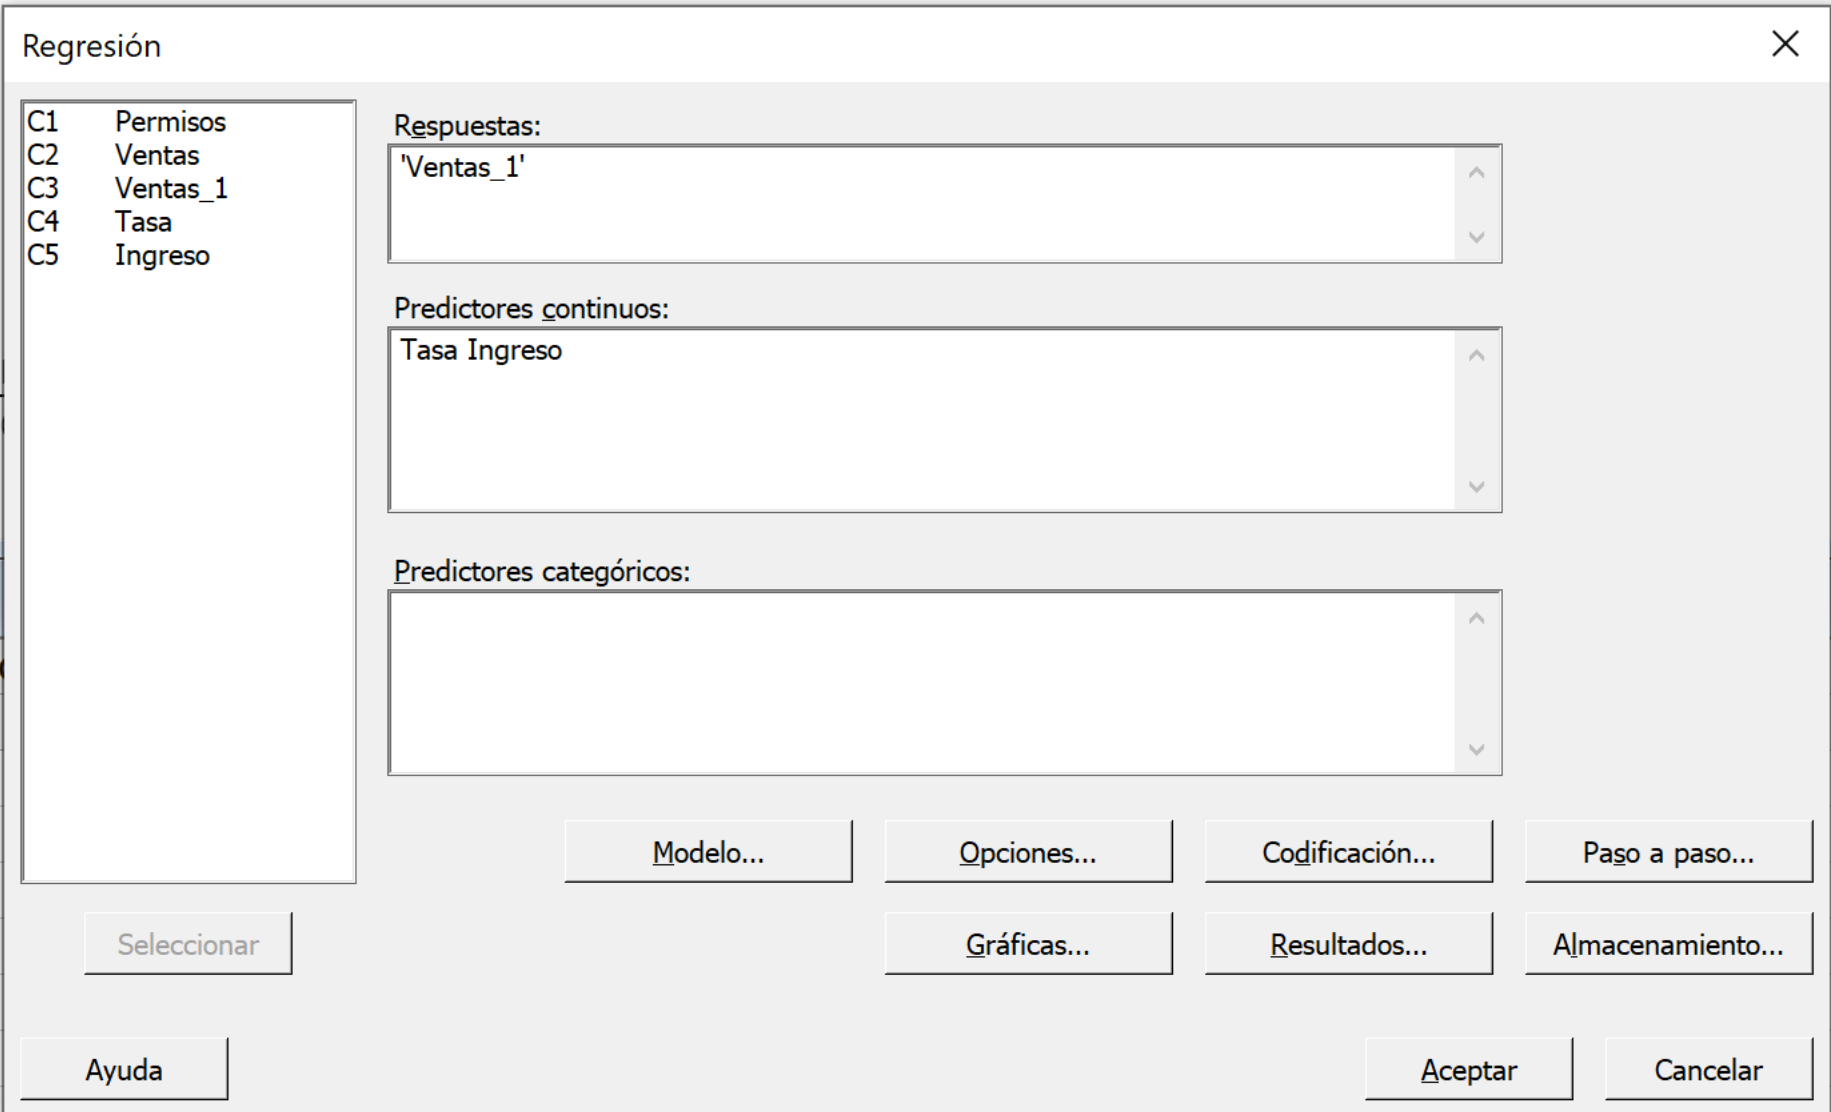 Regresión
C1 Permisos
C2 Ventas
C3 Ventas_1
C4 Tasa
C5 Ingreso
Respuestas:
'Ventas_1'
Predictores continuos:
Tasa Ingreso
Predictores categóricos:
Modelo...
Opciones...
Codificación...
Paso a paso...
Seleccionar
Gráficas...
Resultados...
Almacenamiento...
Ayuda
Aceptar
Cancelar